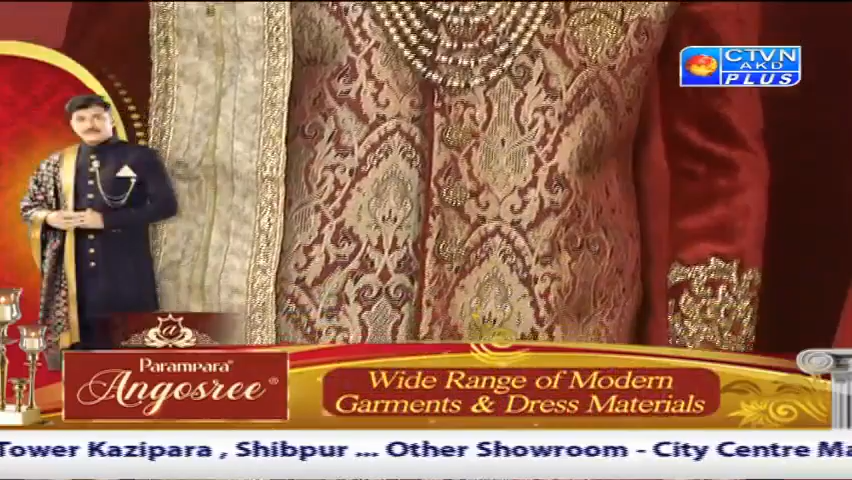 CTVN
AKD
PLUS
a
Parampara®
Angosree®
Wide Range of Modern
Garments & Dress Materials
Tower Kazipara , Shibpur ... Other Showroom - City Centre Ma